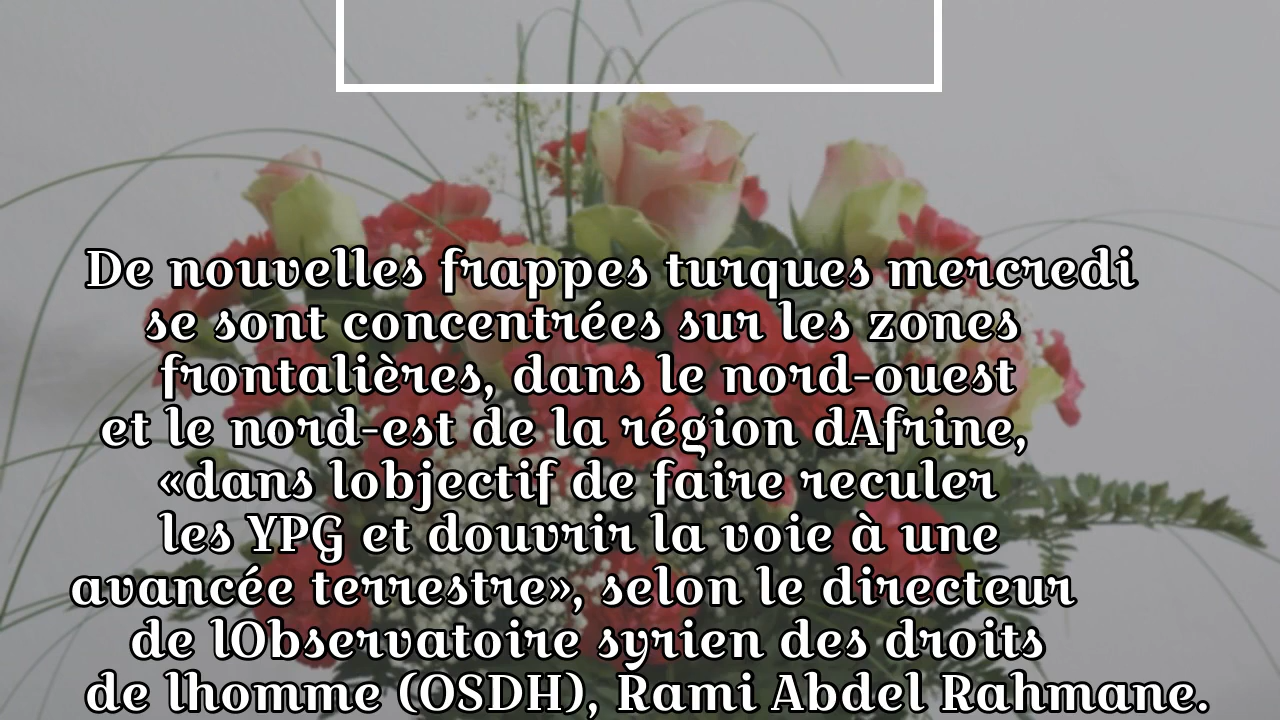 De nouvelles frappes turques mercredi
se sont concentrées sur les zones
frontalières, dans le nord-ouest
et le nord-est de la région dAfrine,
«dans lobjectif de faire reculer
les YPG et douvrir la voie à une
avancée terrestre», selon le directeur
de lObservatoire syrien des droits
de lhomme (OSDH), Rami Abdel Rahmane.